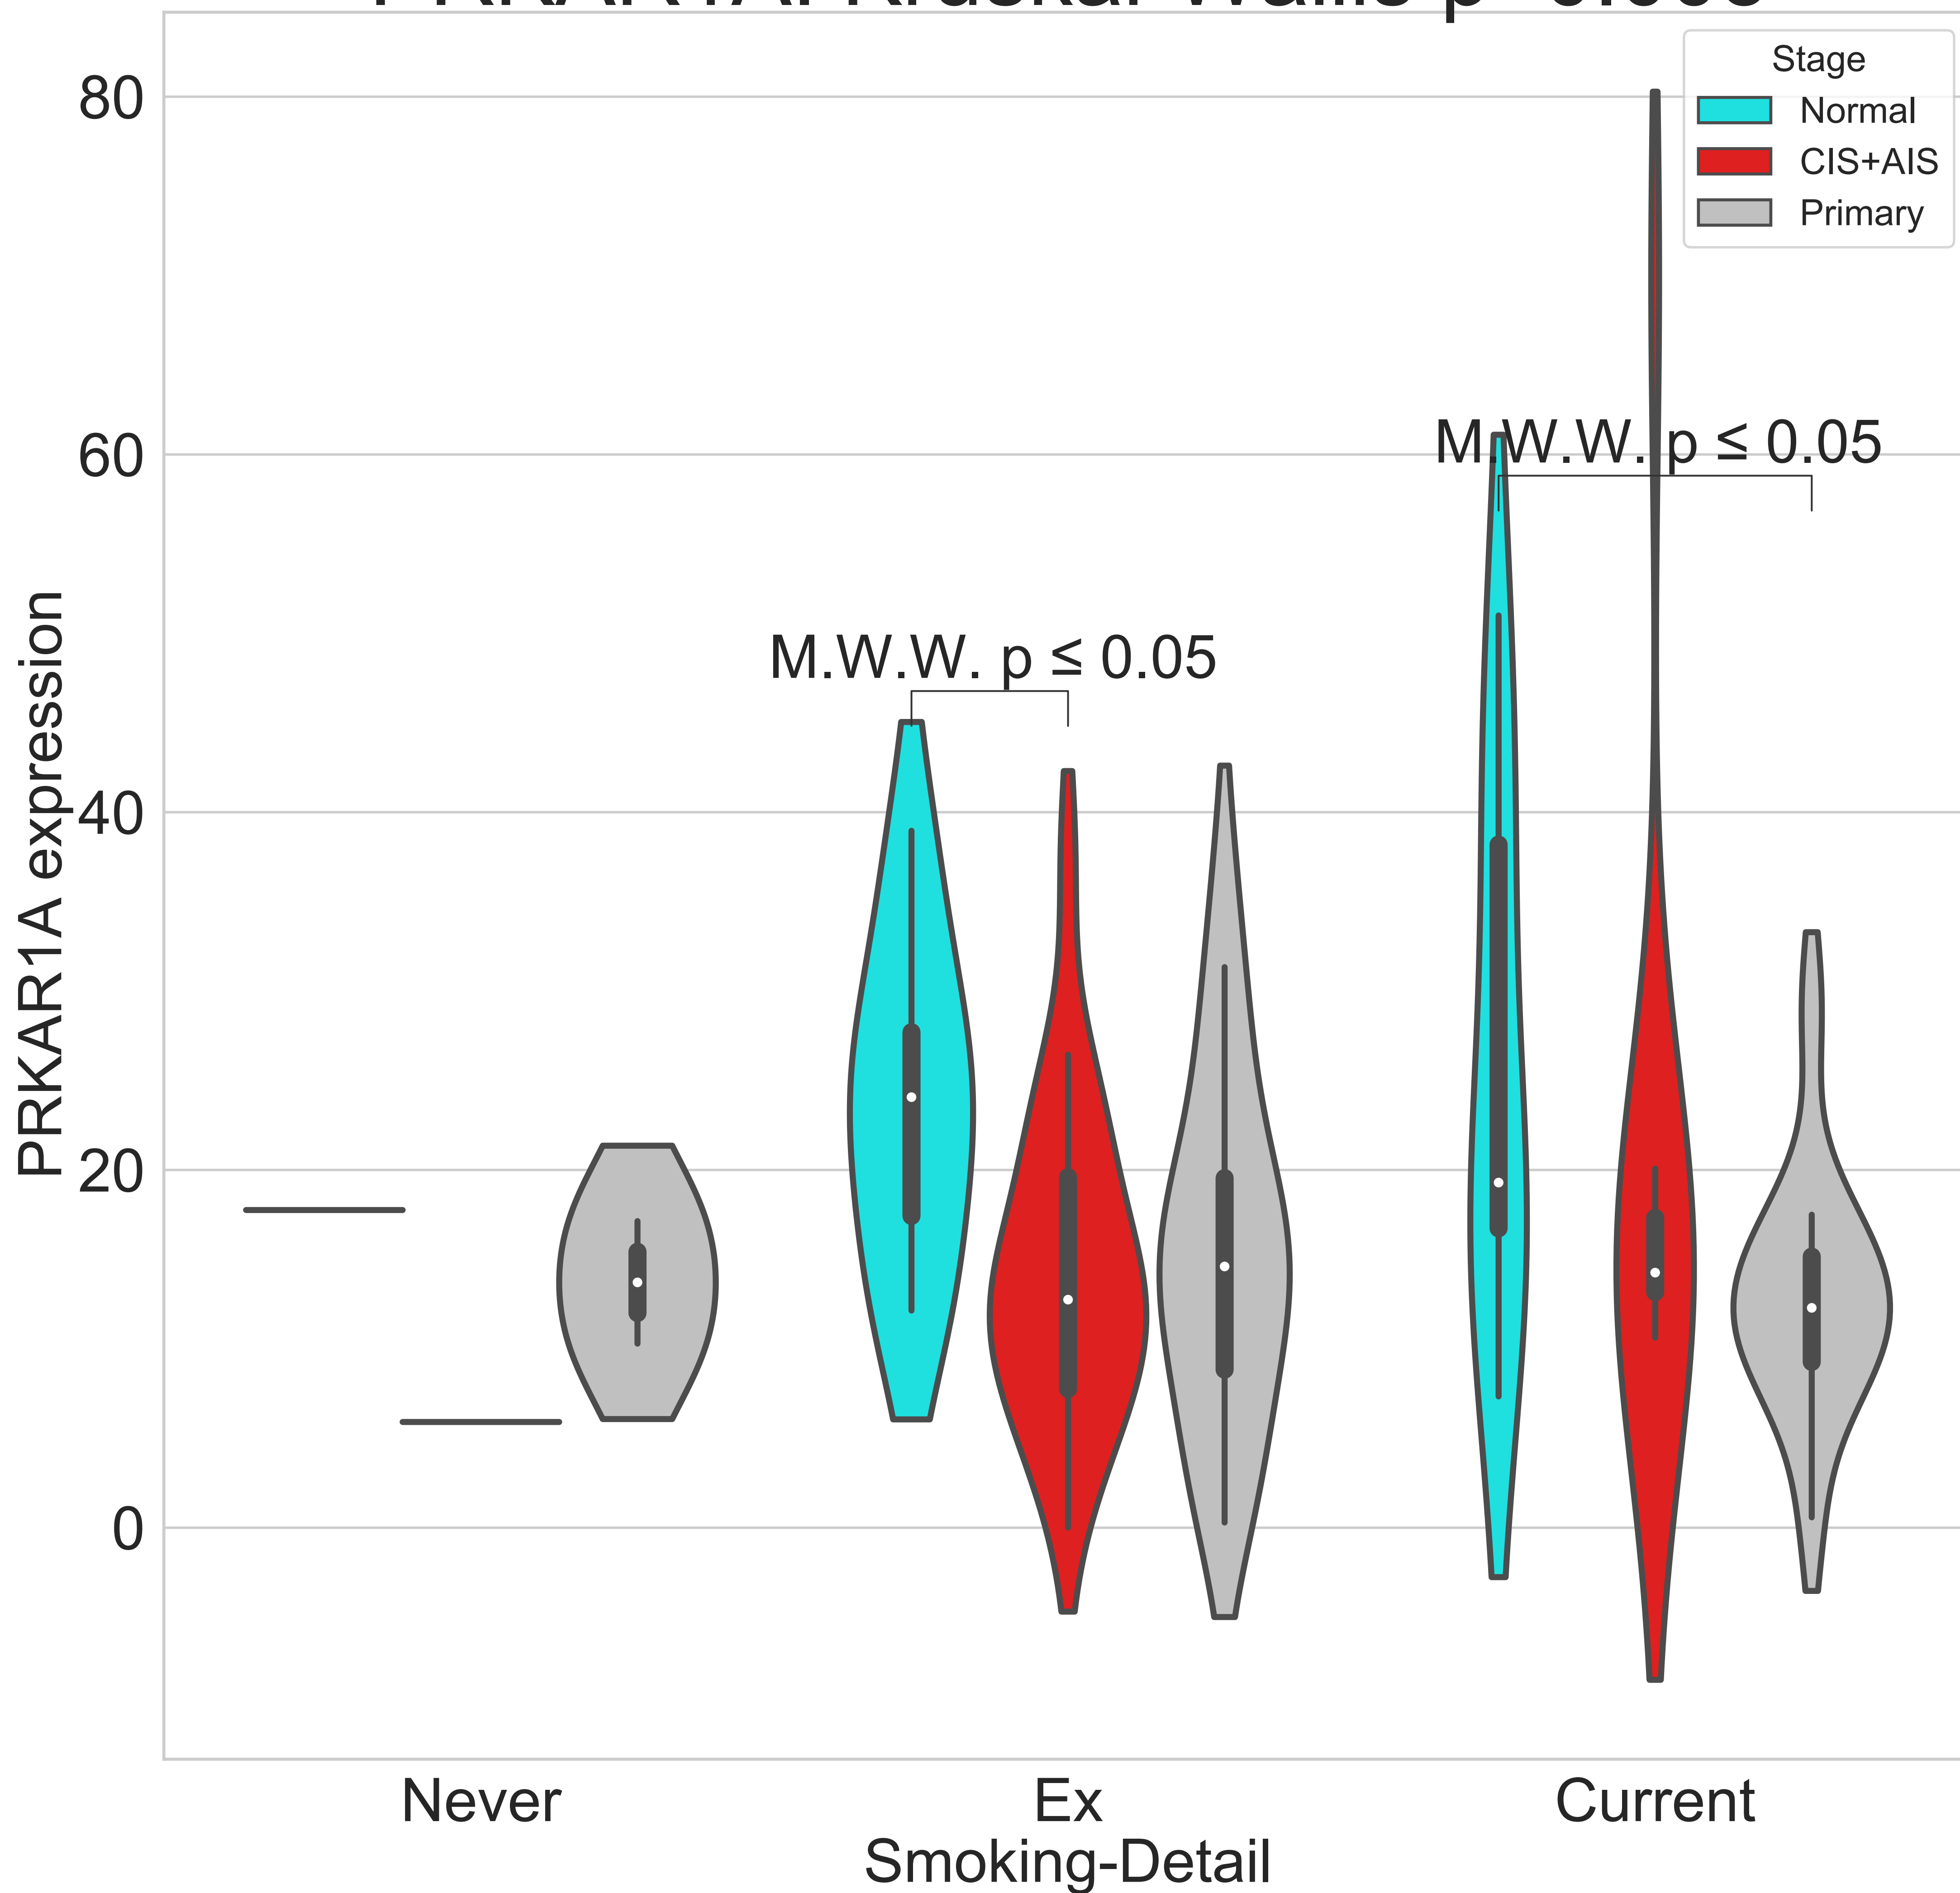 Stage
Normal
CIS+AIS
Primary
80
60
40
20
0
PRKAR1A expression
M.W.W. p ≤ 0.05
M.W.W. p ≤ 0.05
Never
Ex
Current
Smoking-Detail